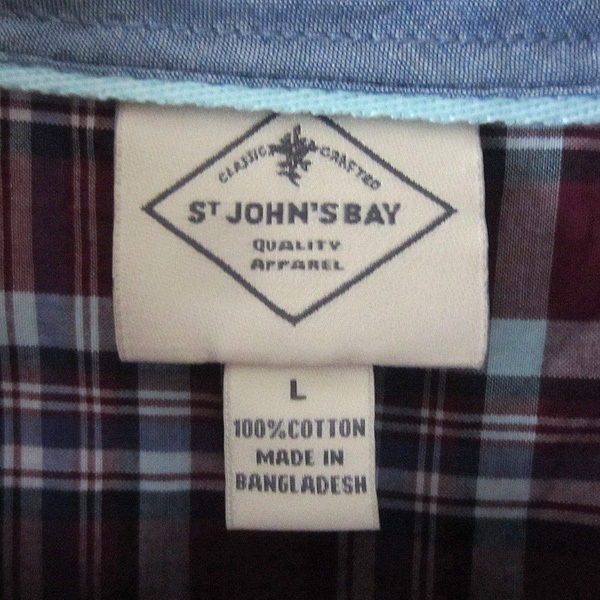 CLASSIC CRAFTED
ST JOHN'S BAY
QUALITY
APPAREL
L
100% COTTON
MADE IN
BANGLADESH